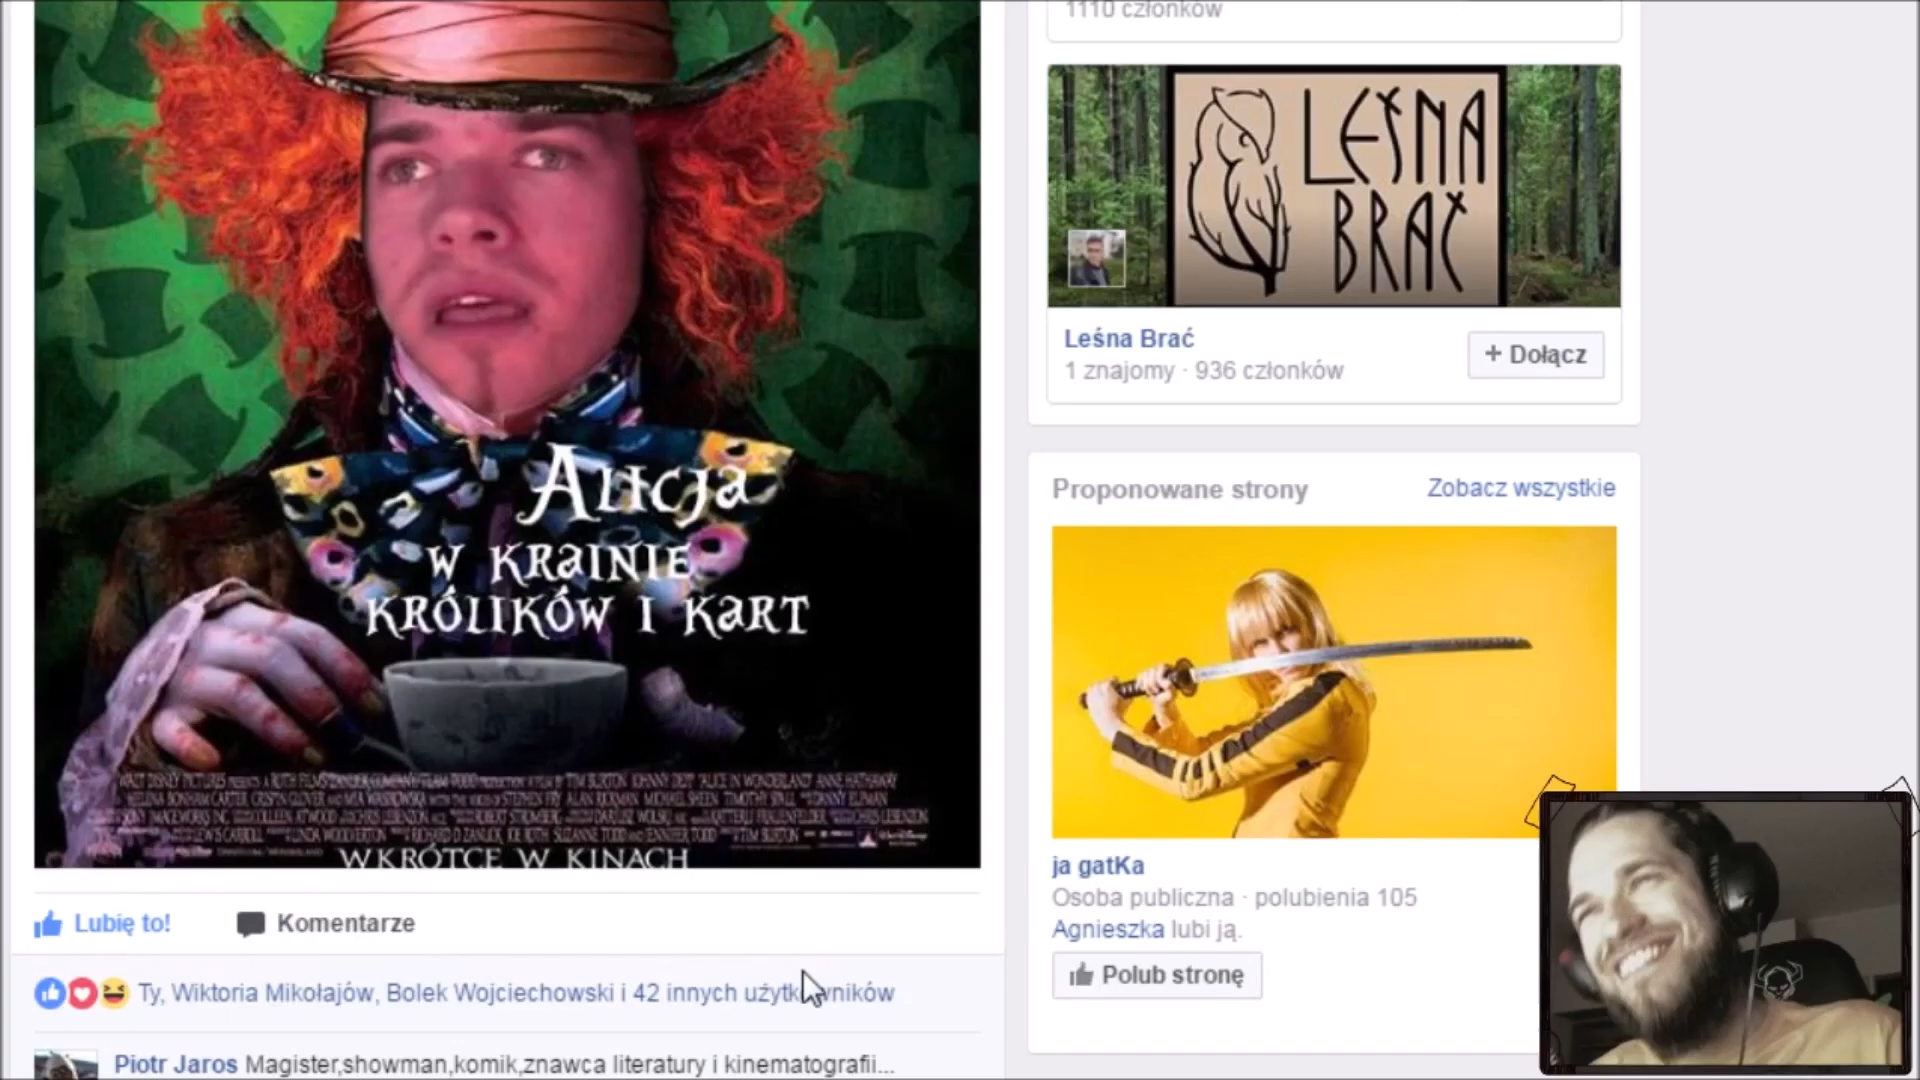 1110 członków
LEŚNA
BRAĆ
Leśna Brać
1 znajomy · 936 członków
+ Dołącz
Alicja
w krainie
królików i kart
WKRÓTCE W KINACH
Lubię to!
Komentarze
Ty, Wiktoria Mikołajów, Bolek Wojciechowski i 42 innych użytkowników
Piotr Jaros Magister,showman,komik,znawca literatury i kinematografii...
Proponowane strony
Zobacz wszystkie
ja gatKa
Osoba publiczna · polubienia 105
Agnieszka lubi ją.
Polub stronę